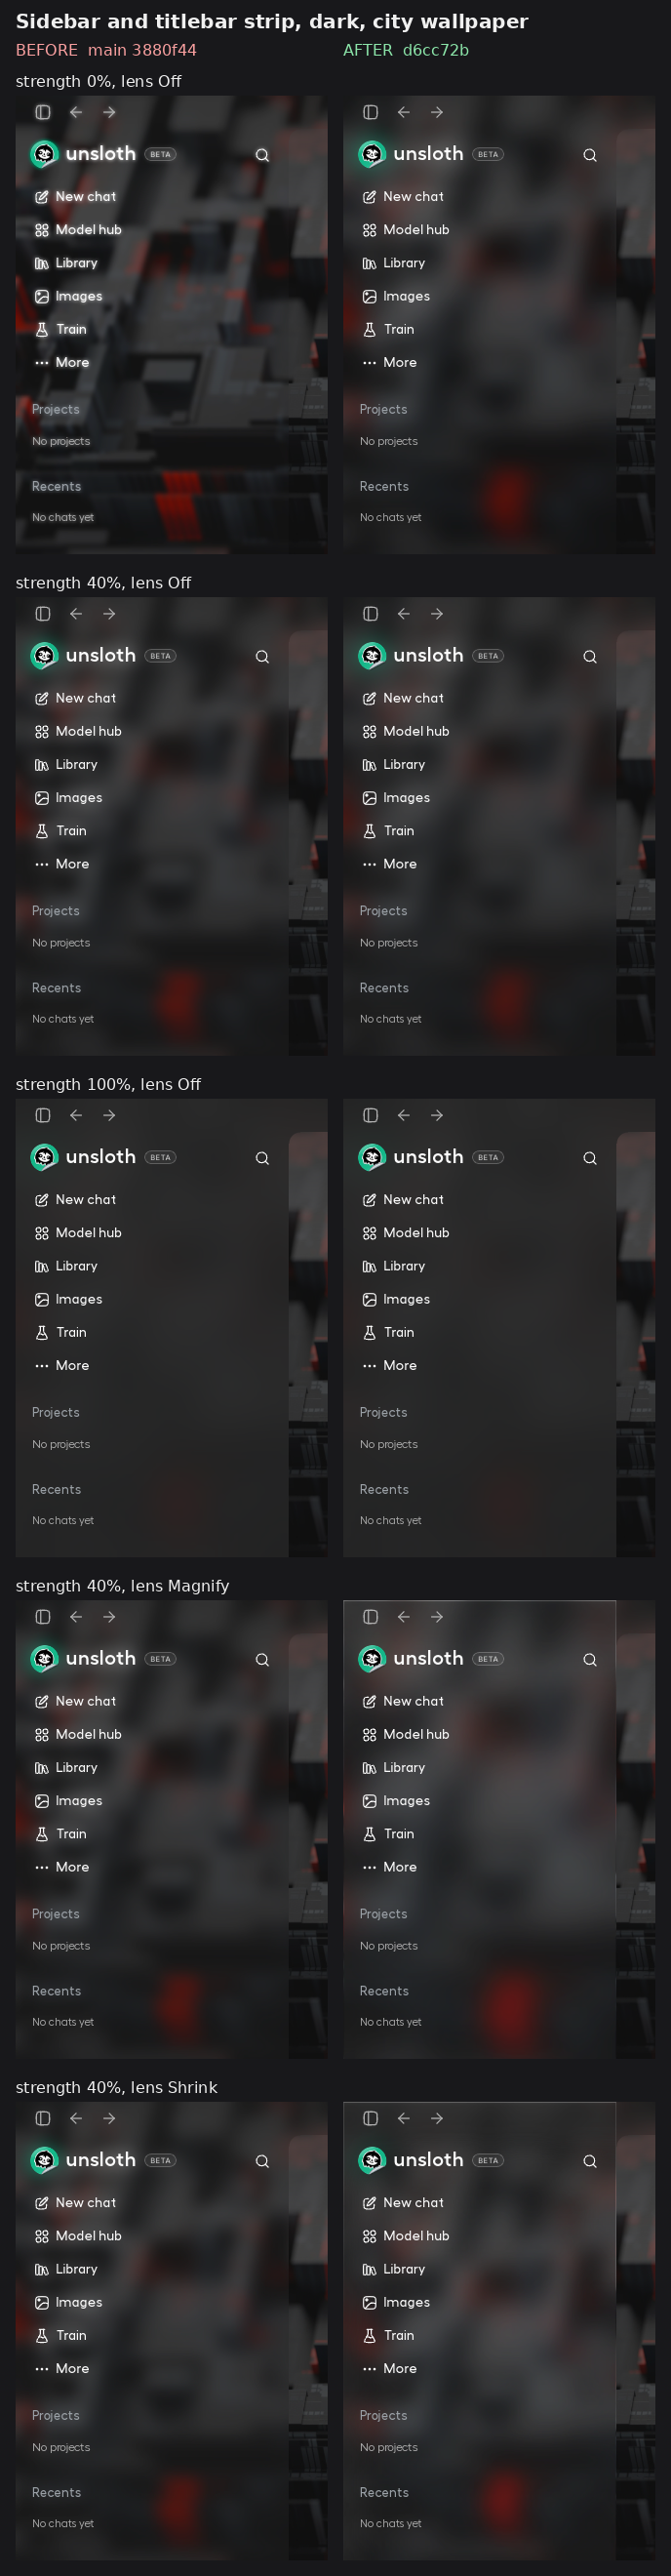 Sidebar and titlebar strip, dark, city wallpaper
BEFORE main 3880f44
AFTER d6cc72b
strength 0%, lens Off
unsloth BETA
New chat
Model hub
Library
Images
Train
More
Projects
No projects
Recents
No chats yet
unsloth BETA
New chat
Model hub
Library
Images
Train
More
Projects
No projects
Recents
No chats yet
strength 40%, lens Off
unsloth BETA
New chat
Model hub
Library
Images
Train
More
Projects
No projects
Recents
No chats yet
unsloth BETA
New chat
Model hub
Library
Images
Train
More
Projects
No projects
Recents
No chats yet
strength 100%, lens Off
unsloth BETA
New chat
Model hub
Library
Images
Train
More
Projects
No projects
Recents
No chats yet
unsloth BETA
New chat
Model hub
Library
Images
Train
More
Projects
No projects
Recents
No chats yet
strength 40%, lens Magnify
unsloth BETA
New chat
Model hub
Library
Images
Train
More
Projects
No projects
Recents
No chats yet
unsloth BETA
New chat
Model hub
Library
Images
Train
More
Projects
No projects
Recents
No chats yet
strength 40%, lens Shrink
unsloth BETA
New chat
Model hub
Library
Images
Train
More
Projects
No projects
Recents
No chats yet
unsloth BETA
New chat
Model hub
Library
Images
Train
More
Projects
No projects
Recents
No chats yet